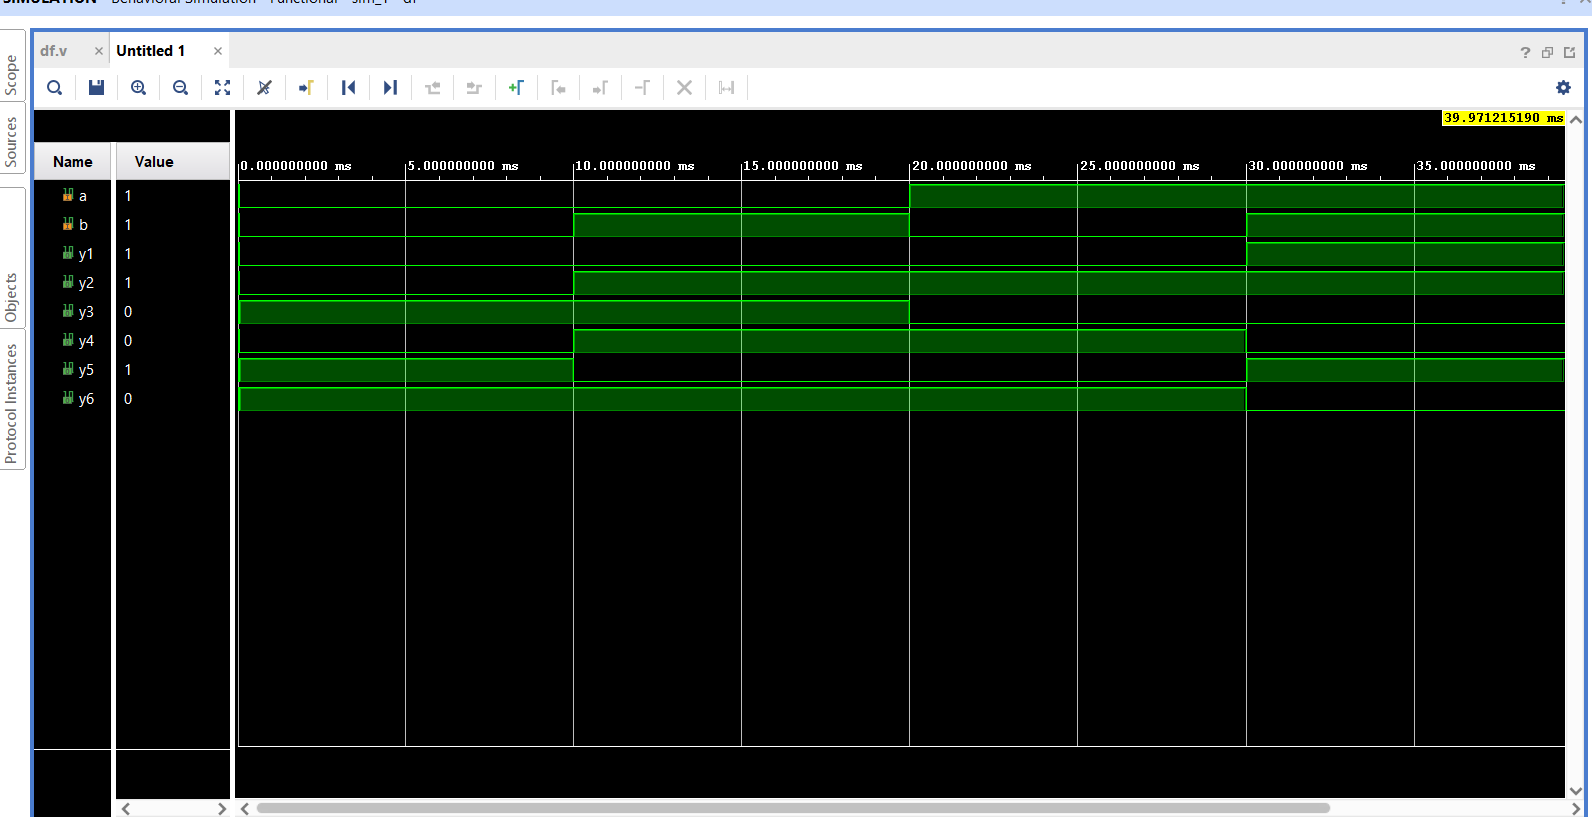 SIMULATION - Behavioral Simulation - Functional - sim_1 - df
Scope
Sources
Objects
Protocol Instances
df.v
Untitled 1
39.971215190 ms
Name Value
0.000000000 ms 5.000000000 ms 10.000000000 ms 15.000000000 ms 20.000000000 ms 25.000000000 ms 30.000000000 ms 35.000000000 ms
a 1
b 1
y1 1
y2 1
y3 0
y4 0
y5 1
y6 0